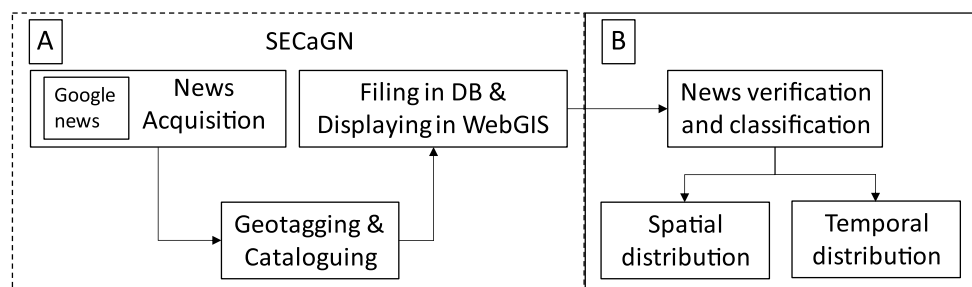 A
SECaGN
Google
news
News
Acquisition
Filing in DB &
Displaying in WebGIS
Geotagging &
Cataloguing
B
News verification
and classification
Spatial
distribution
Temporal
distribution